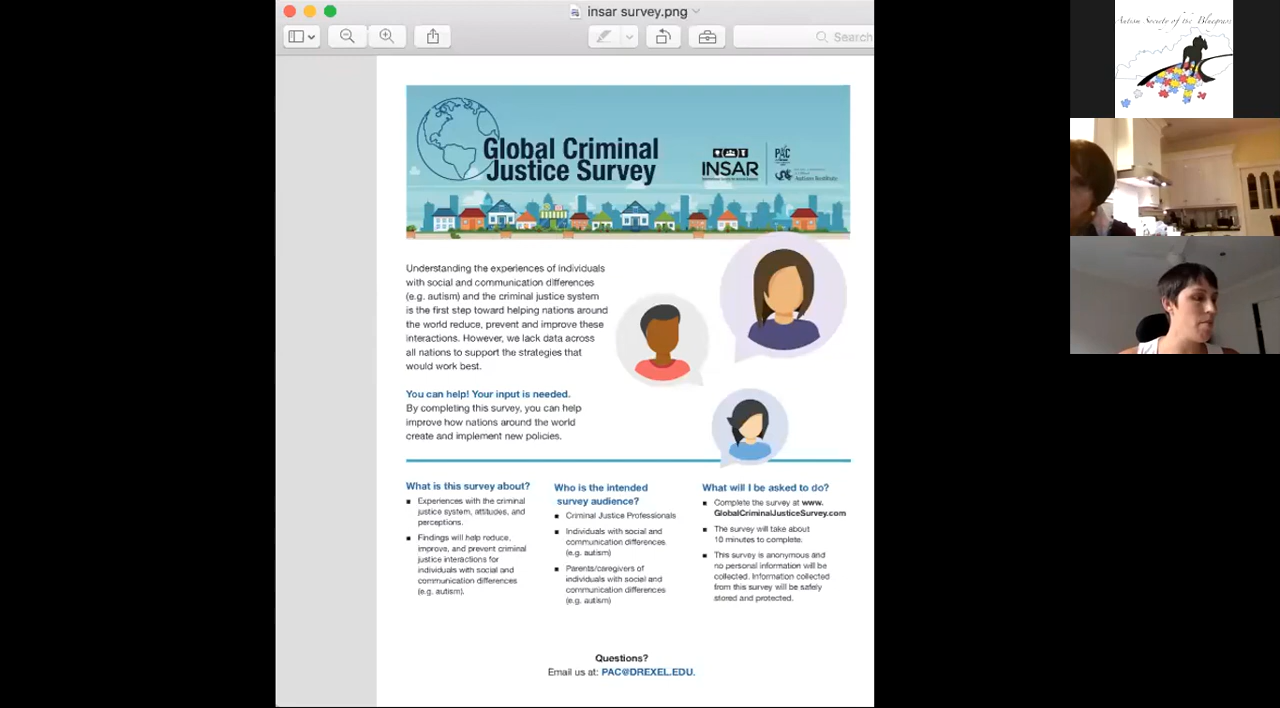 insar survey.png
Search
Autism Society of the Bluegrass
Global Criminal
Justice Survey
INSAR
PAC
Autism Institute
Understanding the experiences of individuals
with social and communication differences
(e.g. autism) and the criminal justice system
is the first step toward helping nations around
the world reduce, prevent and improve these
interactions. However, we lack data across
all nations to support the strategies that
would work best.
You can help! Your input is needed.
By completing this survey, you can help
improve how nations around the world
create and implement new policies.
What is this survey about?
▪ Experiences with the criminal
justice system, attitudes, and
perceptions.
▪ Findings will help reduce,
improve, and prevent criminal
justice interactions for
individuals with social and
communication differences
(e.g. autism).
Who is the intended
survey audience?
▪ Criminal Justice Professionals
▪ Individuals with social and
communication differences
(e.g. autism)
▪ Parents/caregivers of
individuals with social and
communication differences
(e.g. autism)
What will I be asked to do?
▪ Complete the survey at www.
GlobalCriminalJusticeSurvey.com
▪ The survey will take about
10 minutes to complete.
▪ This survey is anonymous and
no personal information will be
collected. Information collected
from this survey will be safely
stored and protected.
Questions?
Email us at: PAC@DREXEL.EDU.